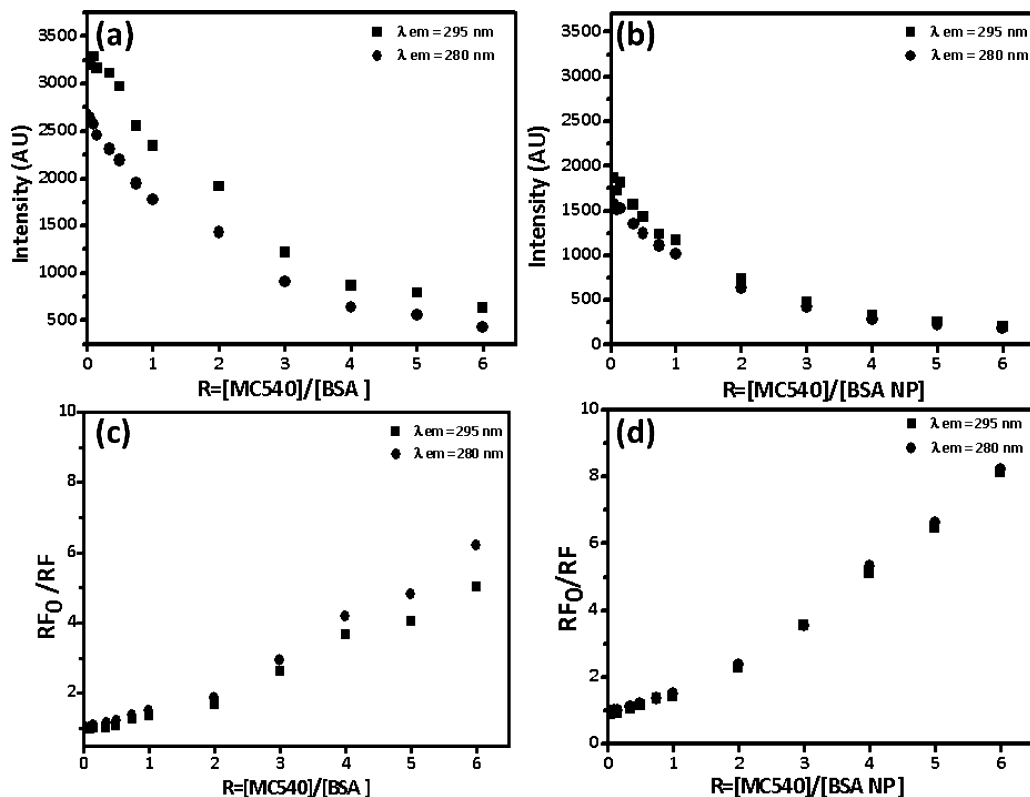 (a)
λ em = 295 nm
λ em = 280 nm
3500
3000
2500
2000
1500
1000
500
Intensity (AU)
0 1 2 3 4 5 6
R=[MC540]/[BSA ]
(b)
λ em = 295 nm
λ em = 280 nm
3500
3000
2500
2000
1500
1000
500
0
Intensity (AU)
0 1 2 3 4 5 6
R=[MC540]/[BSA NP]
(c)
λ em = 295 nm
λ em = 280 nm
10
8
6
4
2
RF0 /RF
0 1 2 3 4 5 6
R=[MC540]/[BSA ]
(d)
λ em = 295 nm
λ em = 280 nm
10
8
6
4
2
0
RF0/RF
0 1 2 3 4 5 6
R=[MC540]/[BSA NP]